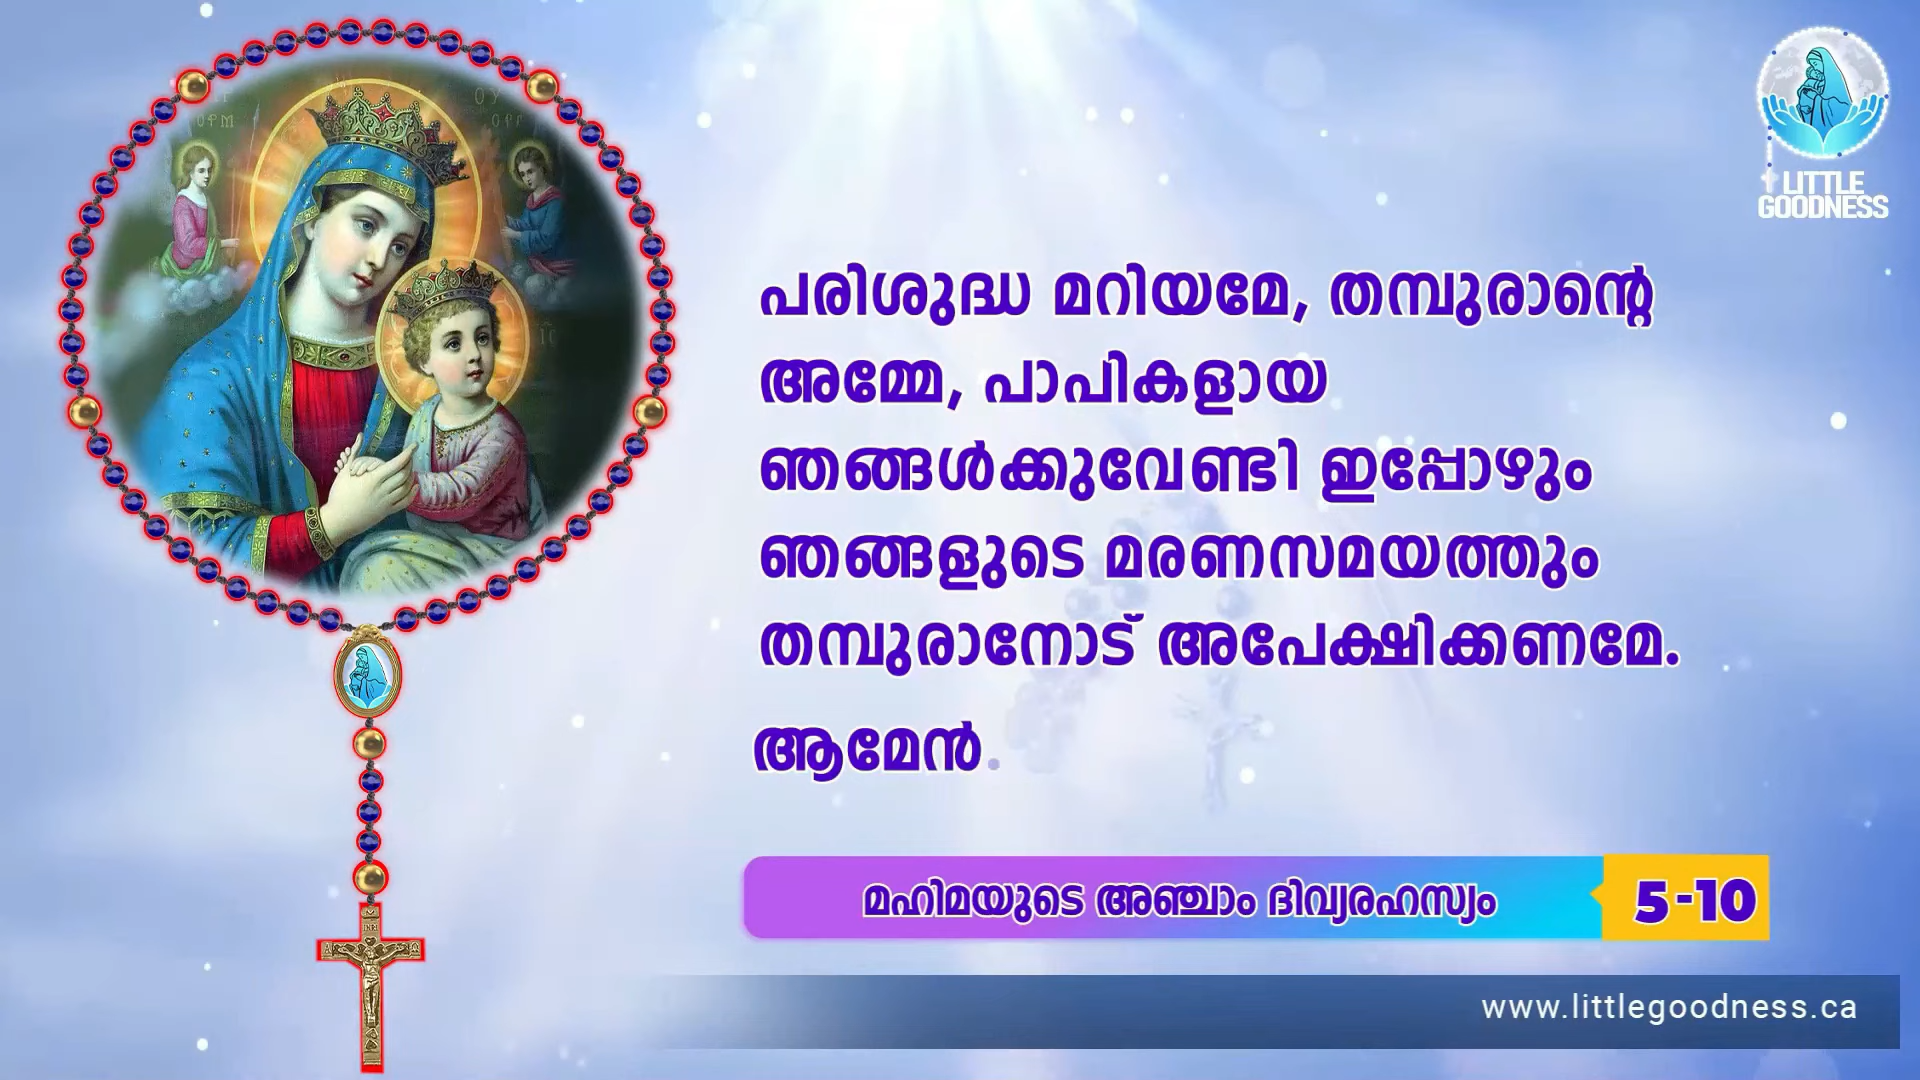 LITTLE
GOODNESS
പരിശുദ്ധ മറിയമേ, തമ്പുരാന്റെ
അമ്മേ, പാപികളായ
ഞങ്ങൾക്കുവേണ്ടി ഇപ്പോഴും
ഞങ്ങളുടെ മരണസമയത്തും
തമ്പുരാനോട് അപേക്ഷിക്കണമേ.
ആമേൻ.
മഹിമയുടെ അഞ്ചാം ദിവ്യരഹസ്യം 5-10
www.littlegoodness.ca